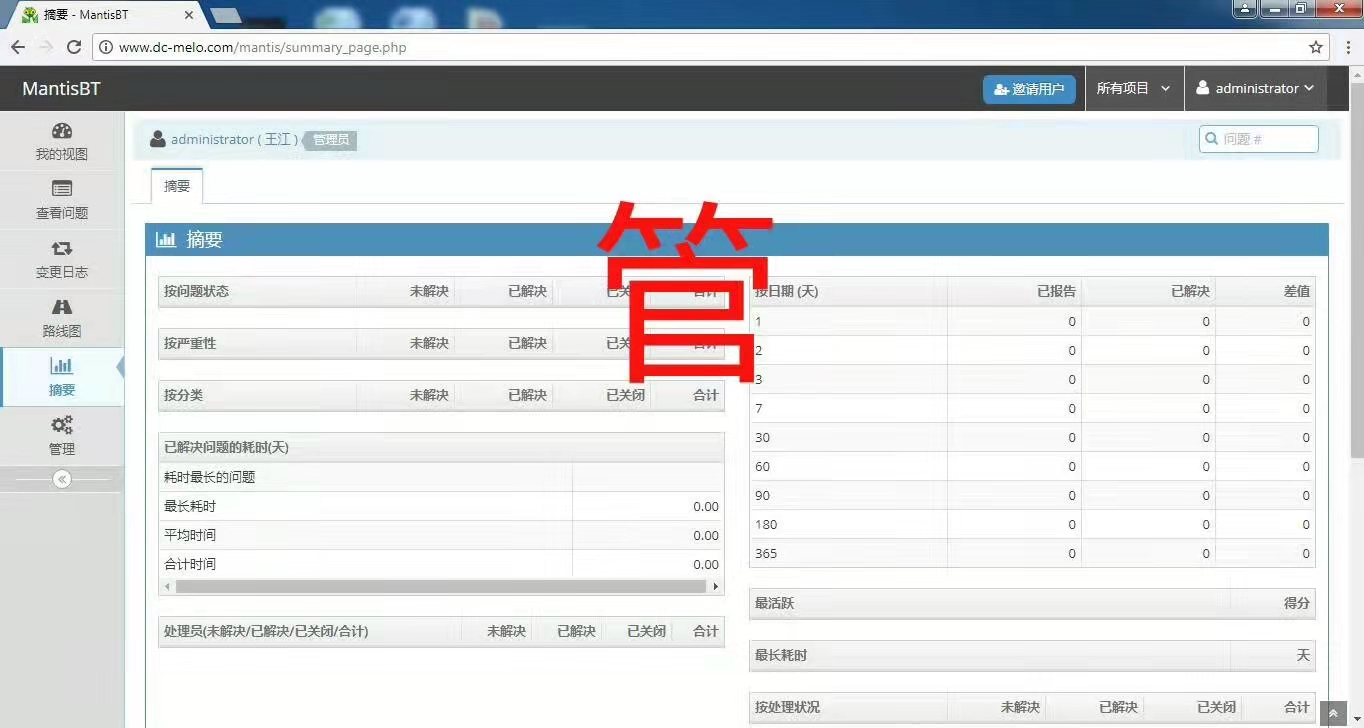 摘要 - MantisBT
www.dc-melo.com/mantis/summary_page.php
MantisBT
邀请用户
所有项目
administrator
我的视图
查看问题
变更日志
路线图
摘要
管理
administrator ( 王江 )
管理员
问题 #
摘要
摘要
管
按问题状态 未解决 已解决 已关 合计
按严重性 未解决 已解决 已关 合计
按分类 未解决 已解决 已关闭 合计
已解决问题的耗时(天)
耗时最长的问题
最长耗时 0.00
平均时间 0.00
合计时间 0.00
处理员(未解决/已解决/已关闭/合计) 未解决 已解决 已关闭 合计
按日期 (天) 已报告 已解决 差值
1 0 0 0
2 0 0 0
3 0 0 0
7 0 0 0
30 0 0 0
60 0 0 0
90 0 0 0
180 0 0 0
365 0 0 0
最活跃 得分
最长耗时 天
按处理状况 未解决 已解决 已关闭 合计